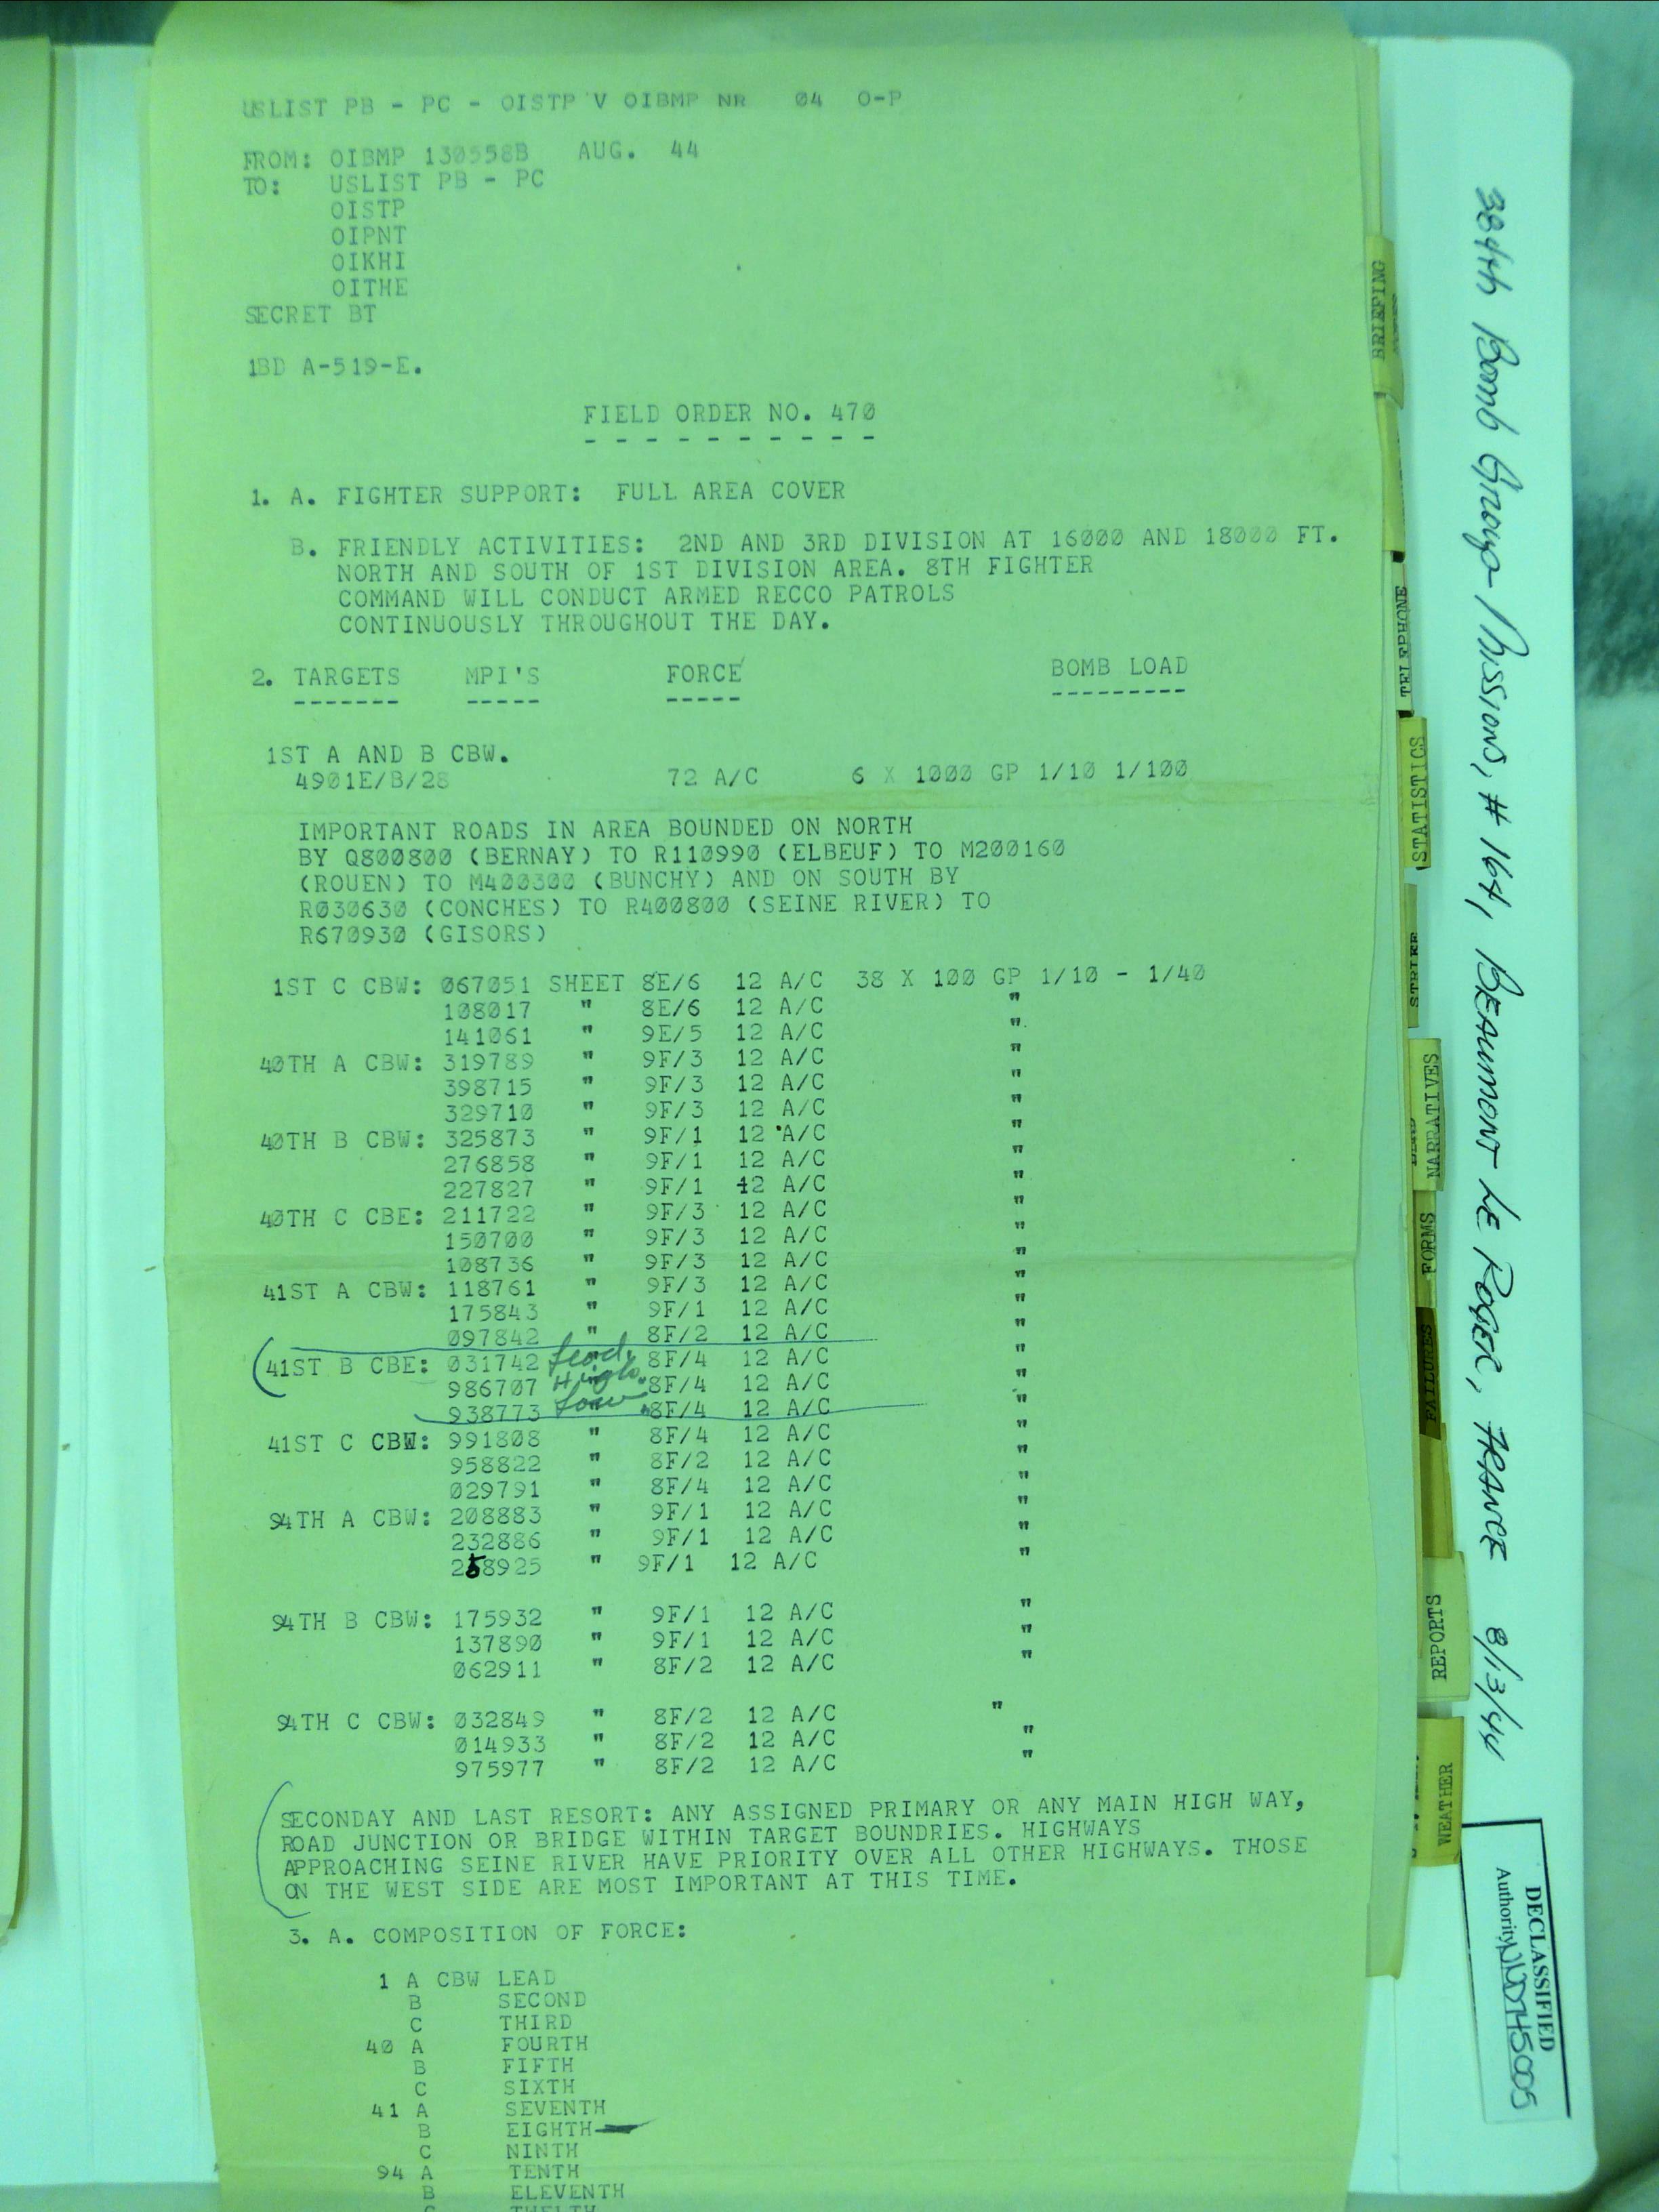 USLIST PB - PC - OISTP V OIBMP NR 04 O-P
FROM: OIBMP 130558B AUG. 44
TO: USLIST PB - PC
OISTP
OIPNT
OIKHI
OITHE
SECRET BT
1BD A-519-E.
FIELD ORDER NO. 470
- - - - - - - - - -
1. A. FIGHTER SUPPORT: FULL AREA COVER
B. FRIENDLY ACTIVITIES: 2ND AND 3RD DIVISION AT 16000 AND 18000 FT.
NORTH AND SOUTH OF 1ST DIVISION AREA. 8TH FIGHTER
COMMAND WILL CONDUCT ARMED RECCO PATROLS
CONTINUOUSLY THROUGHOUT THE DAY.
2. TARGETS MPI'S FORCE BOMB LOAD
------- ----- ----- ---------
1ST A AND B CBW.
4901E/B/28 72 A/C 6 X 1000 GP 1/10 1/100
IMPORTANT ROADS IN AREA BOUNDED ON NORTH
BY Q800800 (BERNAY) TO R110990 (ELBEUF) TO M200160
(ROUEN) TO M400300 (BUNCHY) AND ON SOUTH BY
R030630 (CONCHES) TO R400800 (SEINE RIVER) TO
R670930 (GISORS)
1ST C CBW: 067051 SHEET 8E/6 12 A/C 38 X 100 GP 1/10 - 1/40
108017 " 8E/6 12 A/C "
141061 " 9E/5 12 A/C "
40TH A CBW: 319789 " 9F/3 12 A/C "
398715 " 9F/3 12 A/C "
329710 " 9F/3 12 A/C "
40TH B CBW: 325873 " 9F/1 12 A/C "
276858 " 9F/1 12 A/C "
227827 " 9F/1 12 A/C "
40TH C CBE: 211722 " 9F/3 12 A/C "
150700 " 9F/3 12 A/C "
108736 " 9F/3 12 A/C "
41ST A CBW: 118761 " 9F/3 12 A/C "
175843 " 9F/1 12 A/C "
097842 " 8F/2 12 A/C "
41ST B CBE: 031742 Lead " 8F/4 12 A/C "
986707 High " 8F/4 12 A/C "
938773 Low " 8F/4 12 A/C "
41ST C CBW: 991808 " 8F/4 12 A/C "
958822 " 8F/2 12 A/C "
029791 " 8F/4 12 A/C "
94TH A CBW: 208883 " 9F/1 12 A/C "
232886 " 9F/1 12 A/C "
258925 " 9F/1 12 A/C "
94TH B CBW: 175932 " 9F/1 12 A/C "
137890 " 9F/1 12 A/C "
062911 " 8F/2 12 A/C "
94TH C CBW: 032849 " 8F/2 12 A/C "
014933 " 8F/2 12 A/C "
975977 " 8F/2 12 A/C "
SECONDAY AND LAST RESORT: ANY ASSIGNED PRIMARY OR ANY MAIN HIGH WAY,
ROAD JUNCTION OR BRIDGE WITHIN TARGET BOUNDRIES. HIGHWAYS
APPROACHING SEINE RIVER HAVE PRIORITY OVER ALL OTHER HIGHWAYS. THOSE
ON THE WEST SIDE ARE MOST IMPORTANT AT THIS TIME.
3. A. COMPOSITION OF FORCE:
1 A CBW LEAD
B SECOND
C THIRD
40 A FOURTH
B FIFTH
C SIXTH
41 A SEVENTH
B EIGHTH
C NINTH
94 A TENTH
B ELEVENTH
C TWELTH
BRIEFING
TELEPHONE
STATISTICS
STRIKE
NARRATIVES
FORMS
FAILURES
REPORTS
WEATHER
384th Bomb Group Mission, # 164, BEAUMONT LE ROGER, FRANCE 8/13/44
DECLASSIFIED
Authority NND745005